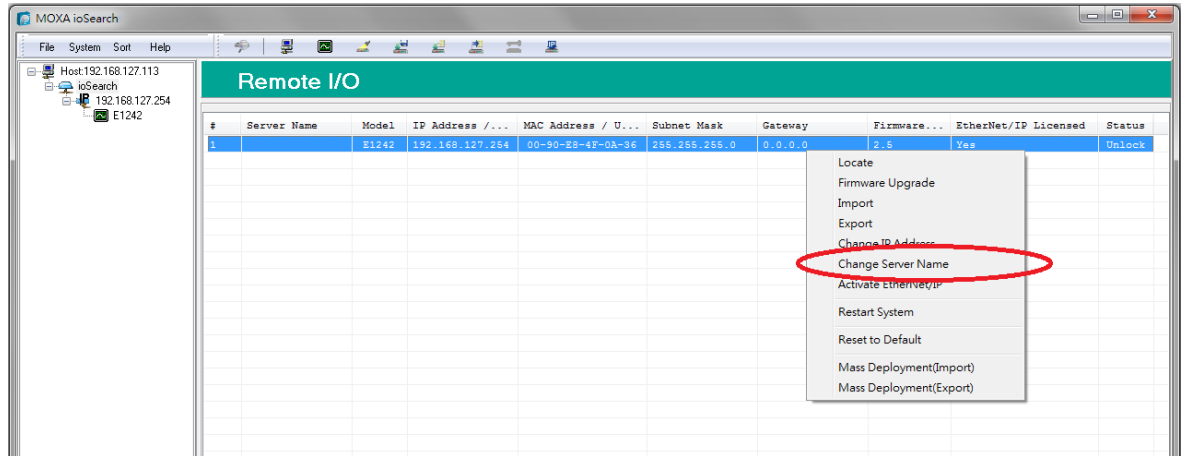 MOXA ioSearch
File System Sort Help
Host:192.168.127.113
ioSearch
192.168.127.254
E1242
Remote I/O
# Server Name Model IP Address /... MAC Address / U... Subnet Mask Gateway Firmware... EtherNet/IP Licensed Status
1 E1242 192.168.127.254 00-90-E8-4F-0A-36 255.255.255.0 0.0.0.0 2.5 Yes Unlock
Locate
Firmware Upgrade
Import
Export
Change IP Address
Change Server Name
Activate EtherNet/IP
Restart System
Reset to Default
Mass Deployment(Import)
Mass Deployment(Export)